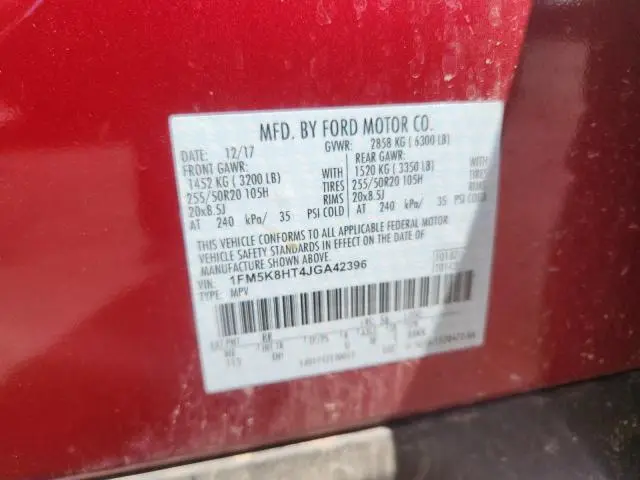 MFD. BY FORD MOTOR CO.
DATE: 12/17 GVWR: 2858 KG ( 6300 LB)
FRONT GAWR: REAR GAWR:
1452 KG ( 3200 LB) WITH 1520 KG ( 3350 LB) WITH
255/50R20 105H TIRES 255/50R20 105H TIRES
20x8.5J RIMS 20x8.5J RIMS
AT 240 kPa/ 35 PSI COLD AT 240 kPa/ 35 PSI COLD
THIS VEHICLE CONFORMS TO ALL APPLICABLE FEDERAL MOTOR
VEHICLE SAFETY STANDARDS IN EFFECT ON THE DATE OF
MANUFACTURE SHOWN ABOVE.
VIN: 1FM5K8HT4JGA42396
TYPE: MPV